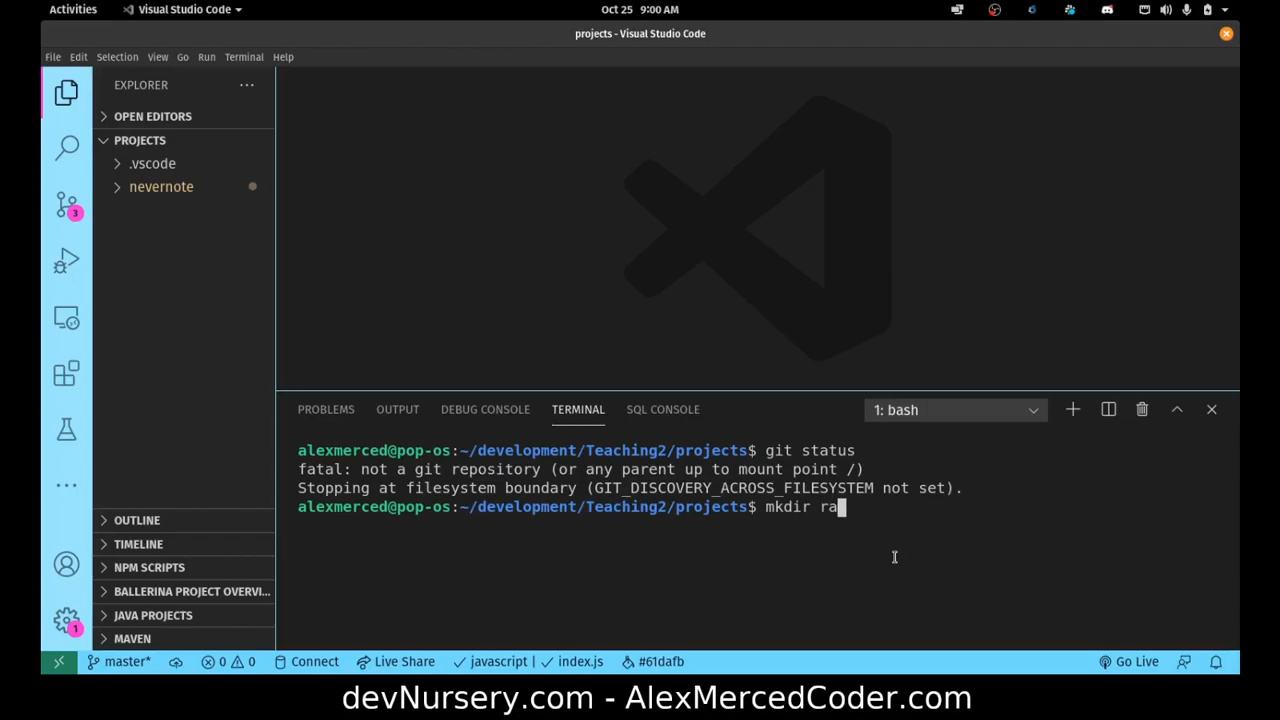 Activities
Visual Studio Code
Oct 25 9:00 AM
projects - Visual Studio Code
File Edit Selection View Go Run Terminal Help
EXPLORER
OPEN EDITORS
PROJECTS
.vscode
nevernote
3
OUTLINE
TIMELINE
NPM SCRIPTS
BALLERINA PROJECT OVERVI...
JAVA PROJECTS
MAVEN
1
PROBLEMS OUTPUT DEBUG CONSOLE TERMINAL SQL CONSOLE
1: bash
alexmerced@pop-os:~/development/Teaching2/projects$ git status
fatal: not a git repository (or any parent up to mount point /)
Stopping at filesystem boundary (GIT_DISCOVERY_ACROSS_FILESYSTEM not set).
alexmerced@pop-os:~/development/Teaching2/projects$ mkdir ra
master* 0 0 Connect Live Share javascript | index.js #61dafb Go Live
devNursery.com - AlexMercedCoder.com